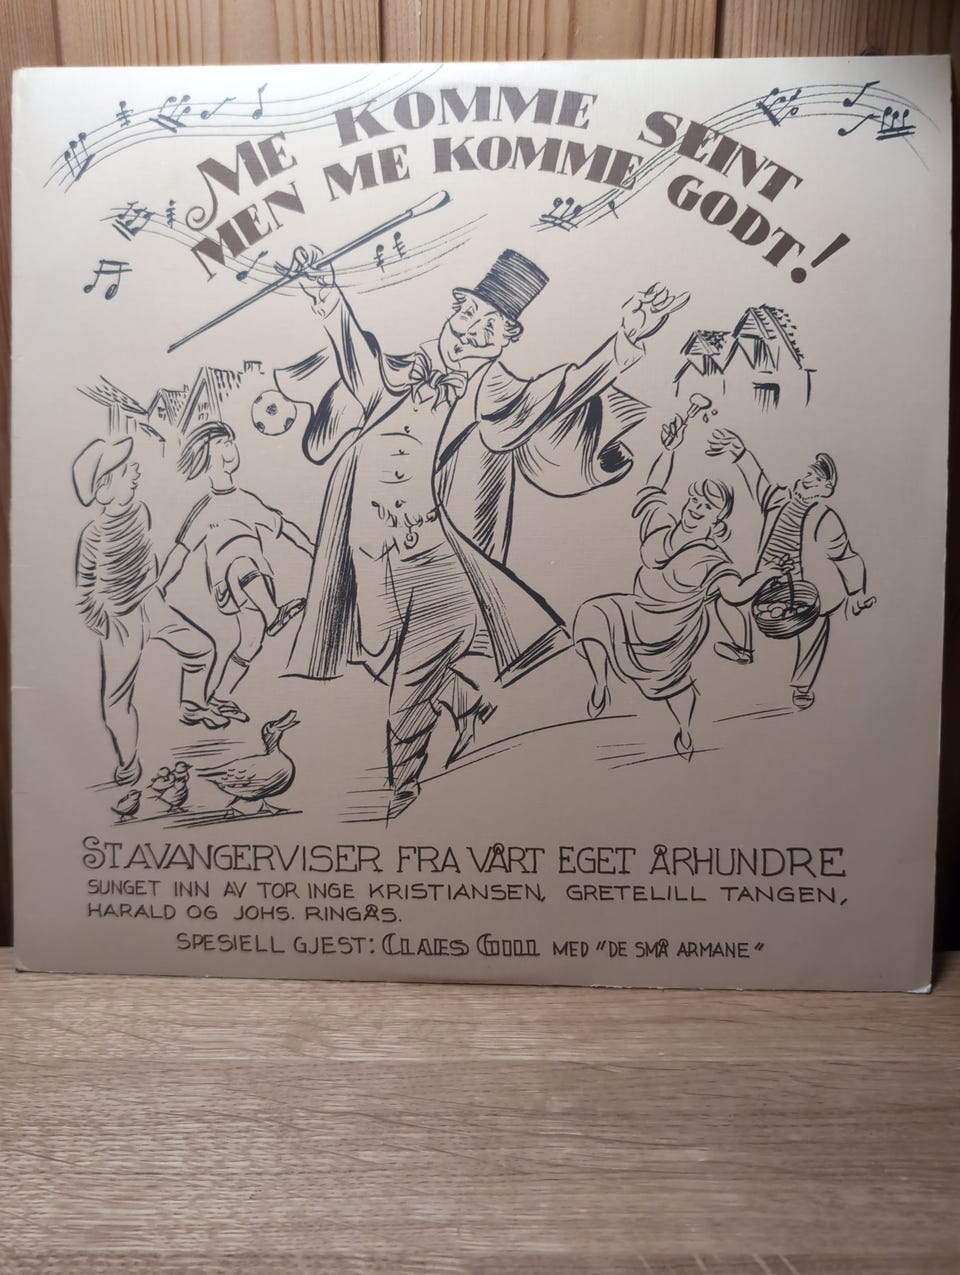 ME KOMME SEINT
MEN ME KOMME GODT!
STAVANGERVISER FRA VÅRT EGET ÅRHUNDRE
SUNGET INN AV TOR INGE KRISTIANSEN, GRETELILL TANGEN,
HARALD OG JOHS. RINGÅS.
SPESIELL GJEST: CLAES GILL MED "DE SMÅ ARMANE"